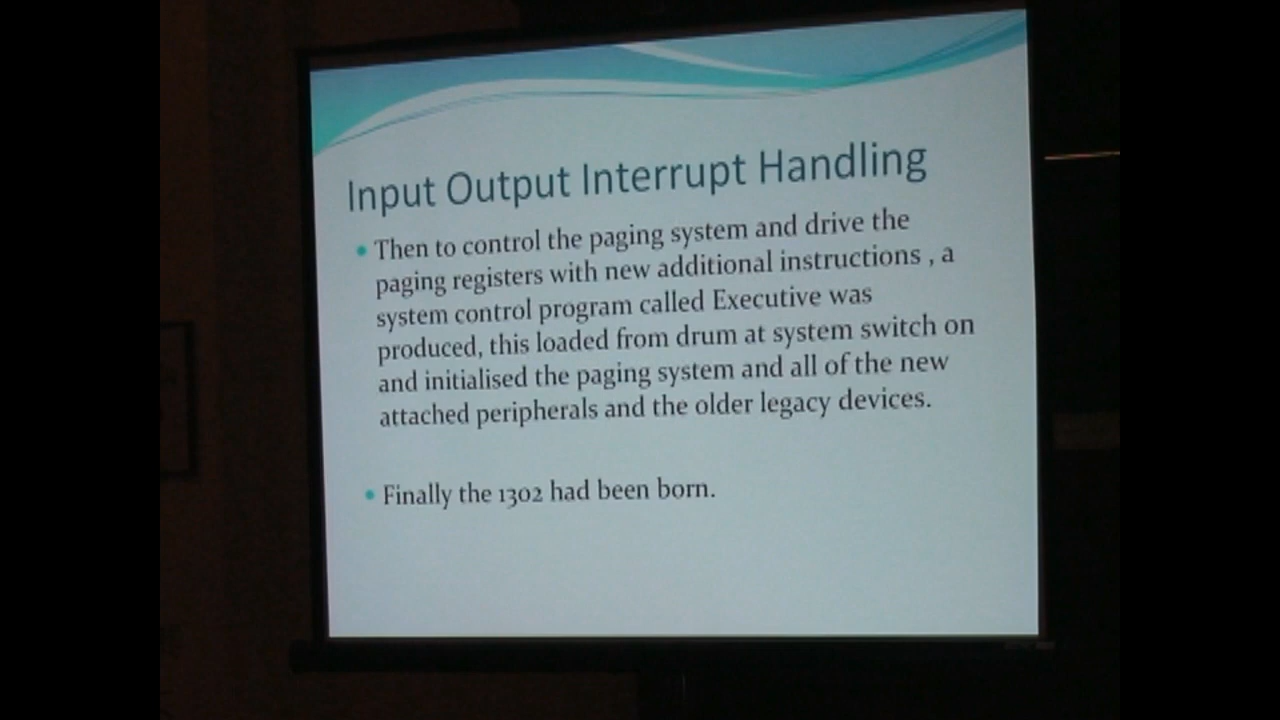 Input Output Interrupt Handling
• Then to control the paging system and drive the
paging registers with new additional instructions , a
system control program called Executive was
produced, this loaded from drum at system switch on
and initialised the paging system and all of the new
attached peripherals and the older legacy devices.
• Finally the 1302 had been born.